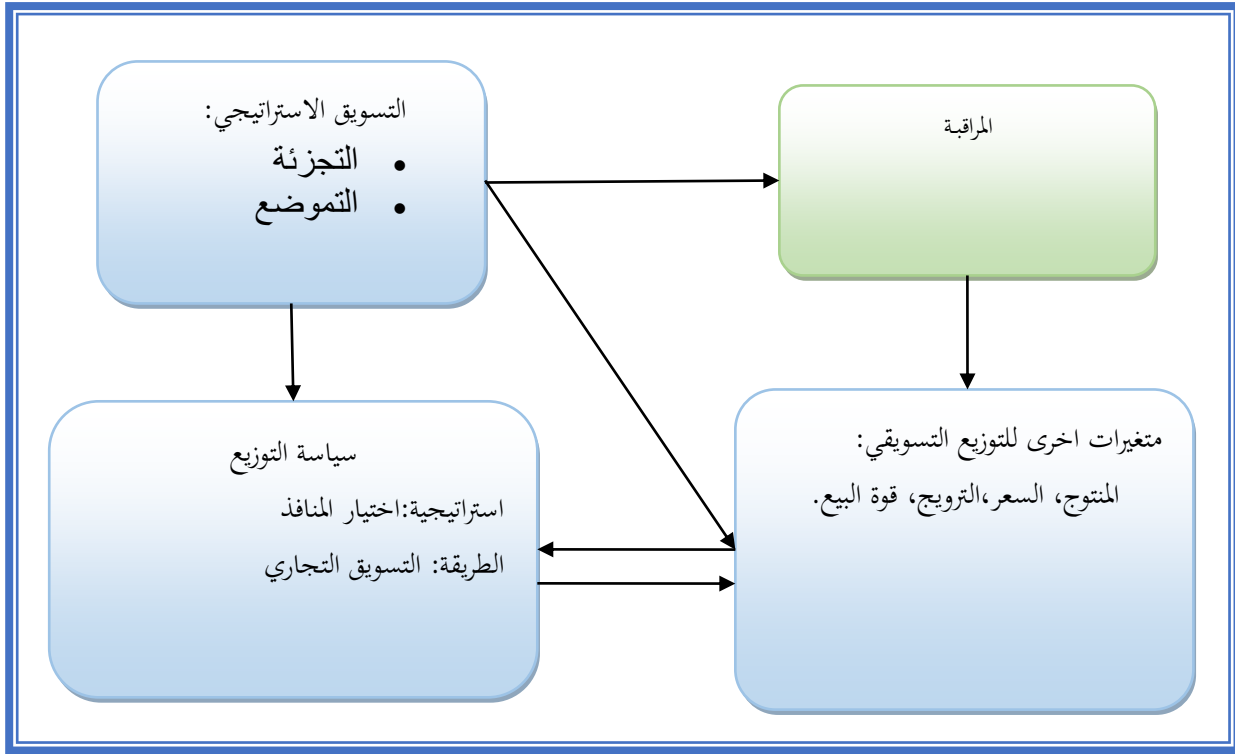 التسويق الاستراتيجي:
• التجزئة
• التموضع
المراقبة
سياسة التوزيع
استراتيجية:اختيار المنافذ
الطريقة: التسويق التجاري
متغيرات اخرى للتوزيع التسويقي:
المنتوج، السعر،الترويج، قوة البيع.